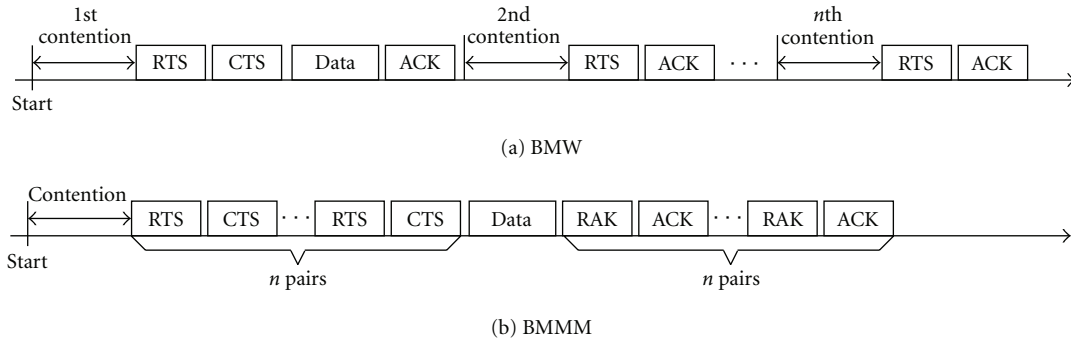 1st
contention
2nd
contention
nth
contention
RTS CTS Data ACK RTS ACK · · · RTS ACK
Start
(a) BMW
Contention
RTS CTS · · · RTS CTS Data RAK ACK · · · RAK ACK
Start
n pairs n pairs
(b) BMMM